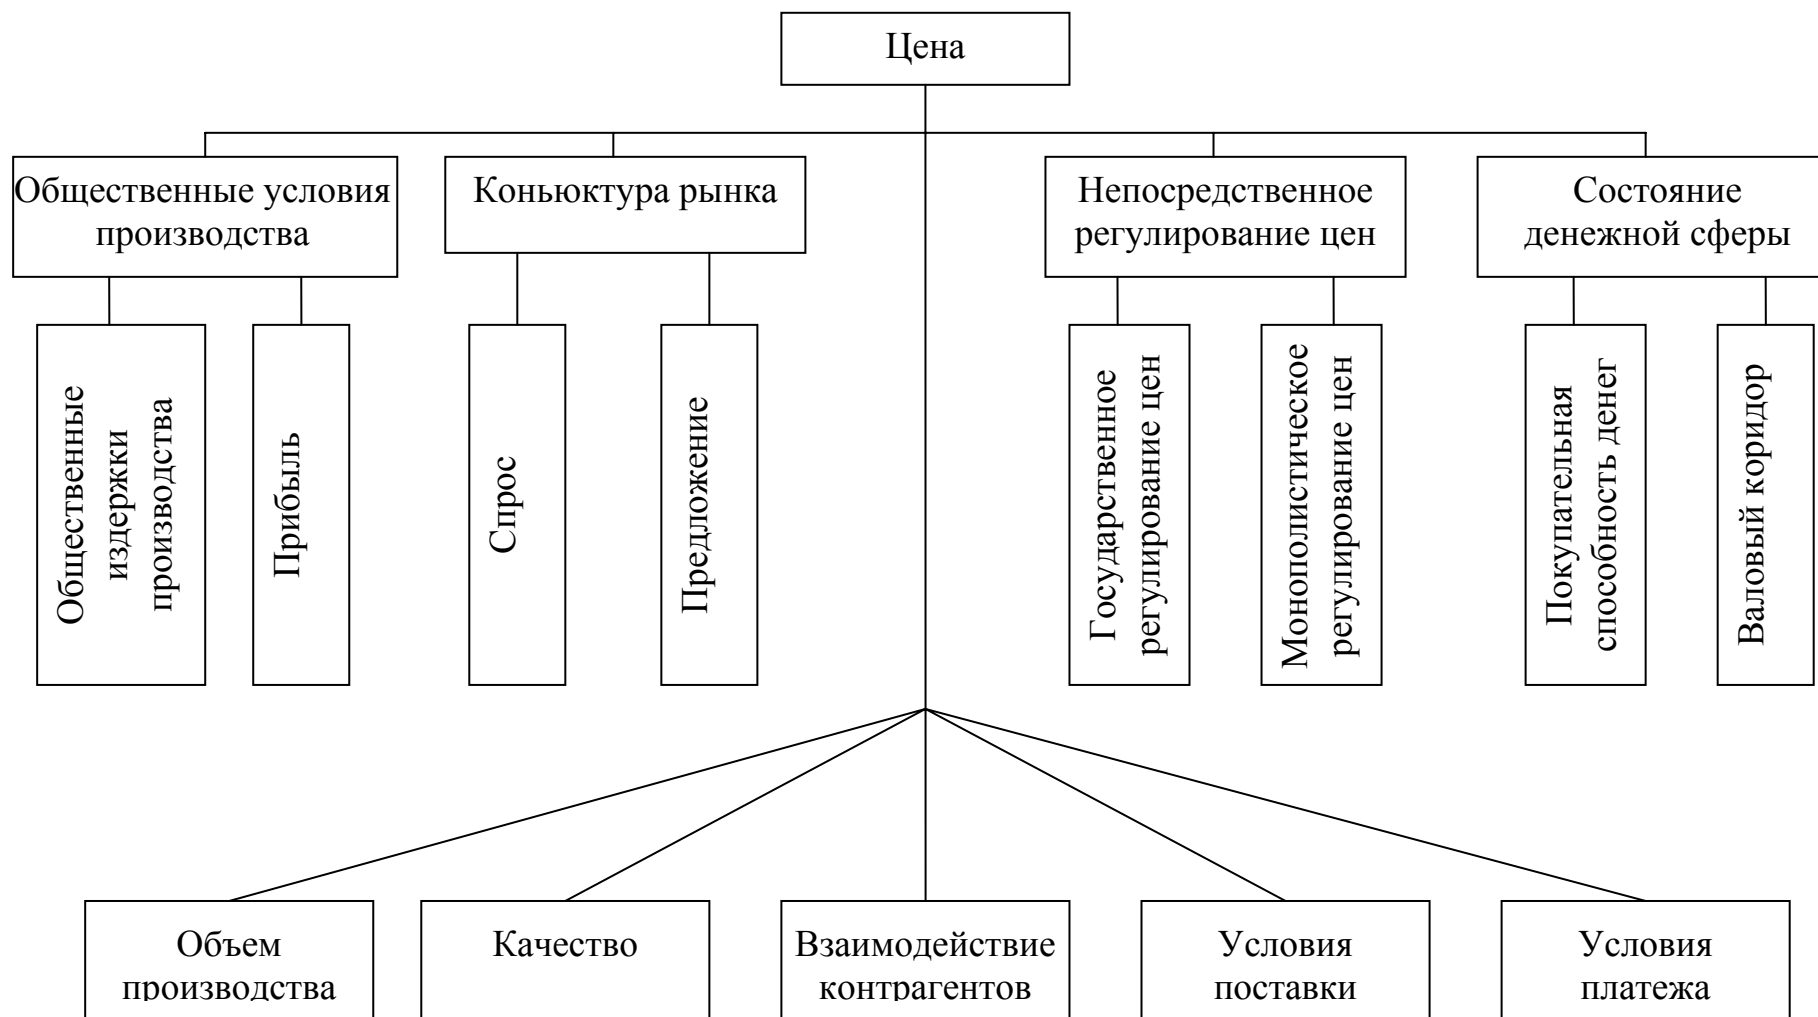 Цена
Общественные условия
производства
Коньюктура рынка
Непосредственное
регулирование цен
Состояние
денежной сферы
Общественные
издержки
производства
Прибыль
Спрос
Предложение
Государственное
регулирование цен
Монополистическое
регулирование цен
Покупательная
способность денег
Валовый коридор
Объем
производства
Качество
Взаимодействие
контрагентов
Условия
поставки
Условия
платежа